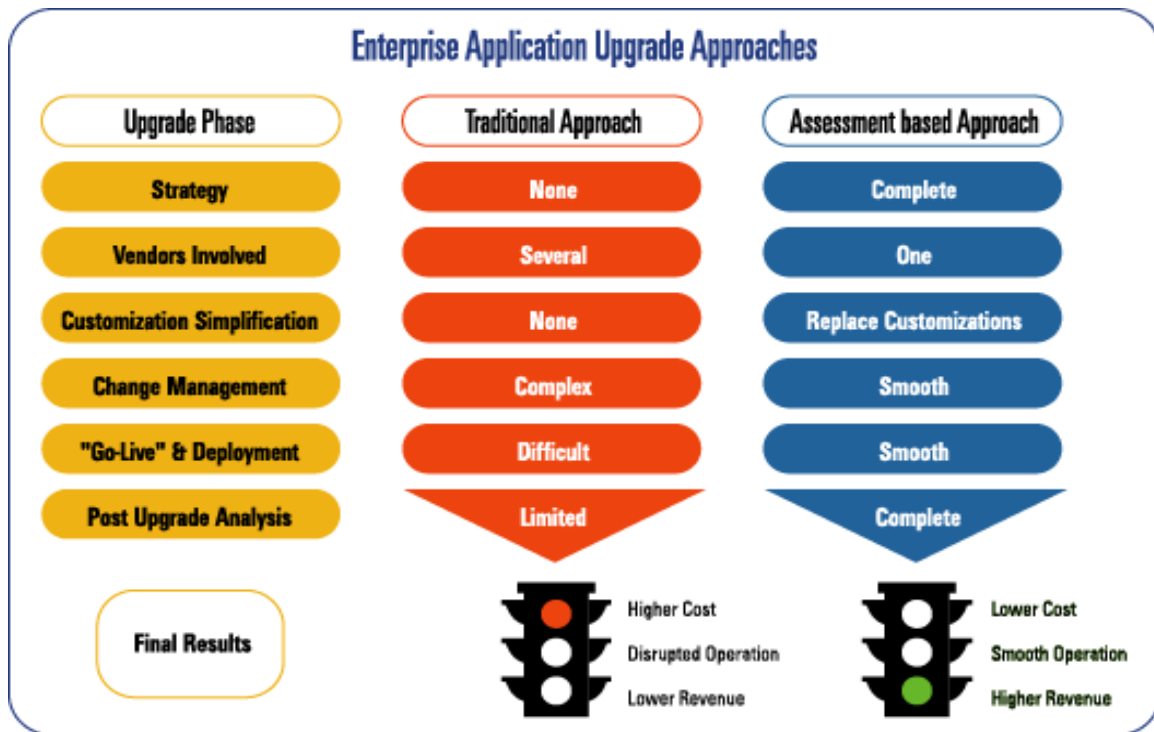 Enterprise Application Upgrade Approaches
Upgrade Phase
Traditional Approach
Assessment based Approach
Strategy
None
Complete
Vendors Involved
Several
One
Customization Simplification
None
Replace Customizations
Change Management
Complex
Smooth
"Go-Live" & Deployment
Difficult
Smooth
Post Upgrade Analysis
Limited
Complete
Final Results
Higher Cost
Disrupted Operation
Lower Revenue
Lower Cost
Smooth Operation
Higher Revenue